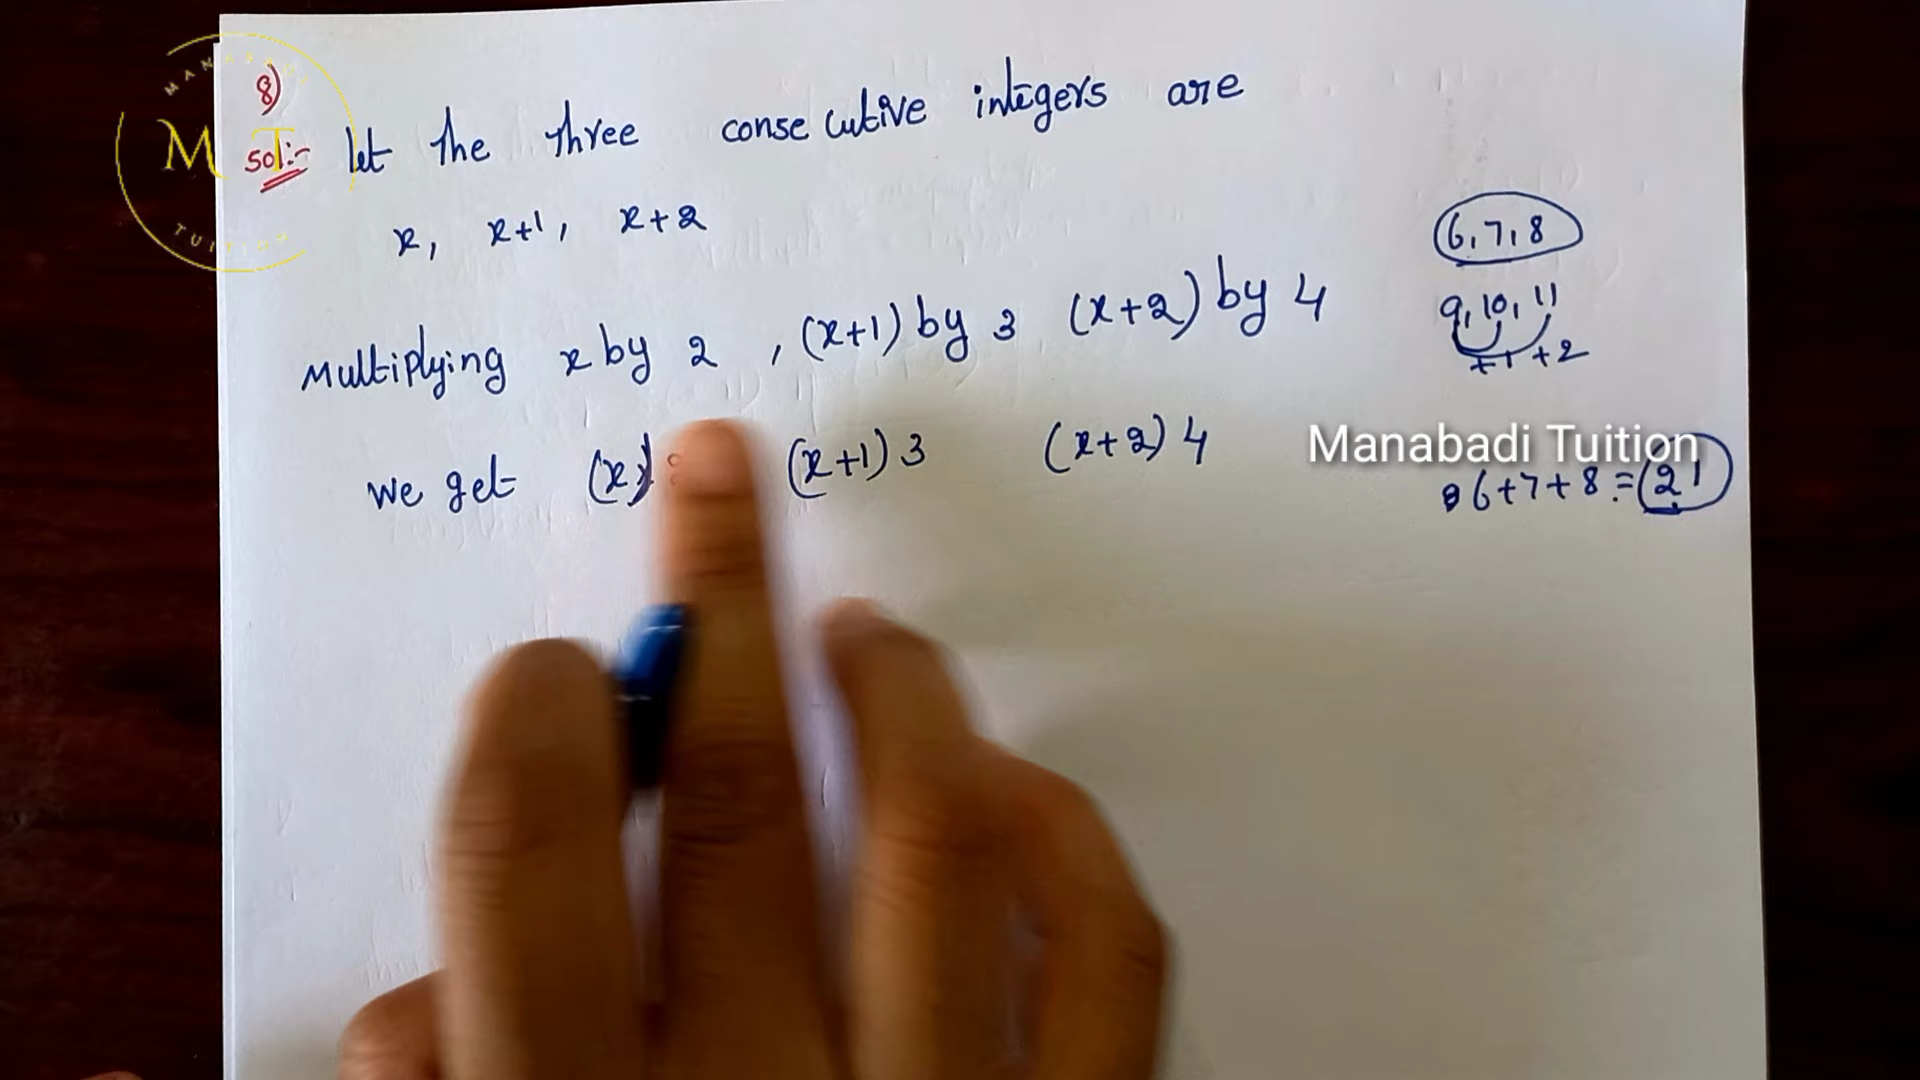 8)
sol:- let the three consecutive integers are
x, x+1, x+2
6, 7, 8
multiplying x by 2 , (x+1) by 3 (x+2) by 4
9, 10, 11
+1 +2
we get (x) (x+1) 3 (x+2) 4
Manabadi Tuition
6+7+8 = 21
MT
TUITION